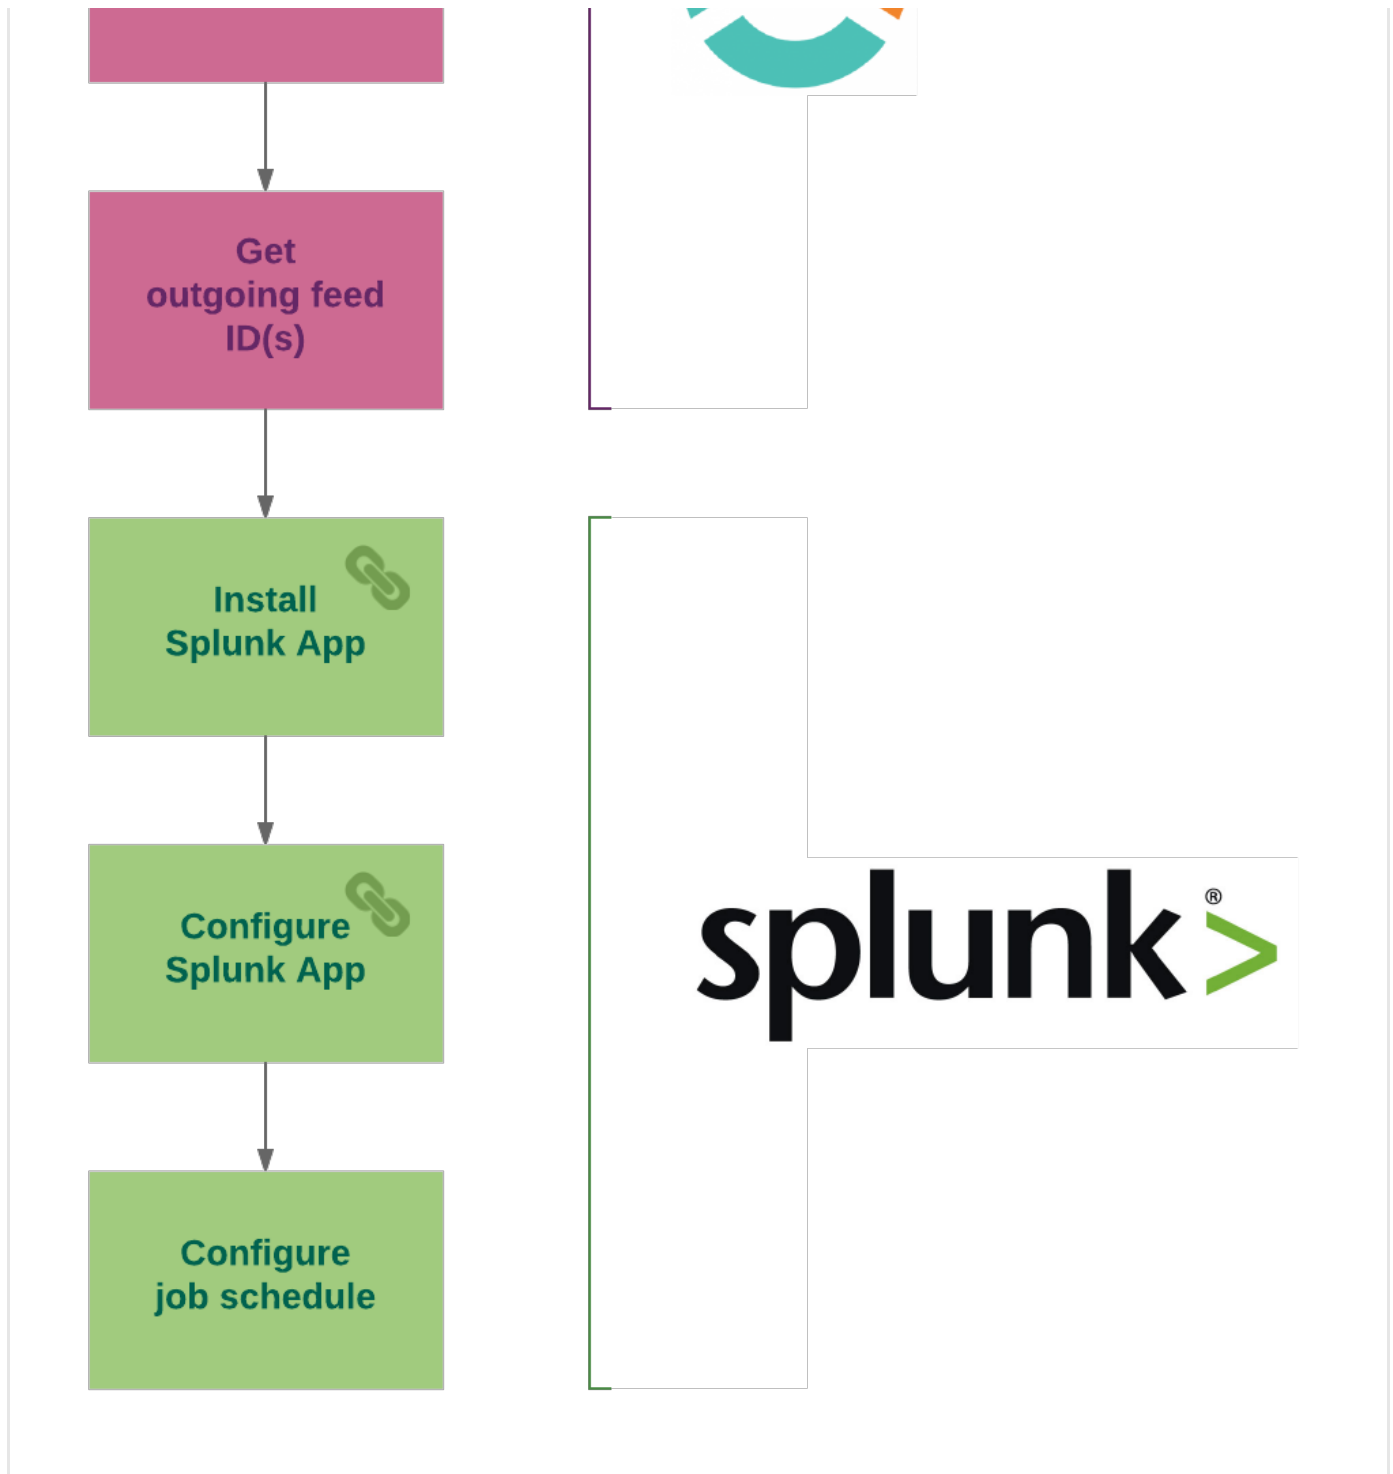 Get
outgoing feed
ID(s)
Install
Splunk App
Configure
Splunk App
splunk>®
Configure
job schedule